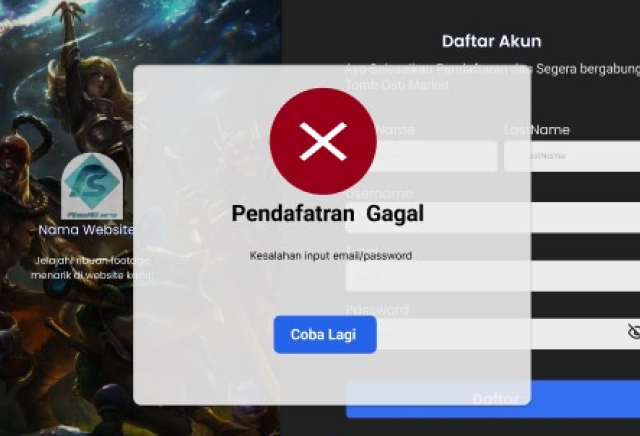 Daftar Akun
Ayo Selesaikan Pendaftaran dan Segera bergabung
Tomb Oati Market
Name
LastName
LastName
Username
Pendafatran Gagal
Nama Website
Kesalahan input email/password
Jelajahi ribuan footage
menarik di website kami!
Password
Coba Lagi
Daftar